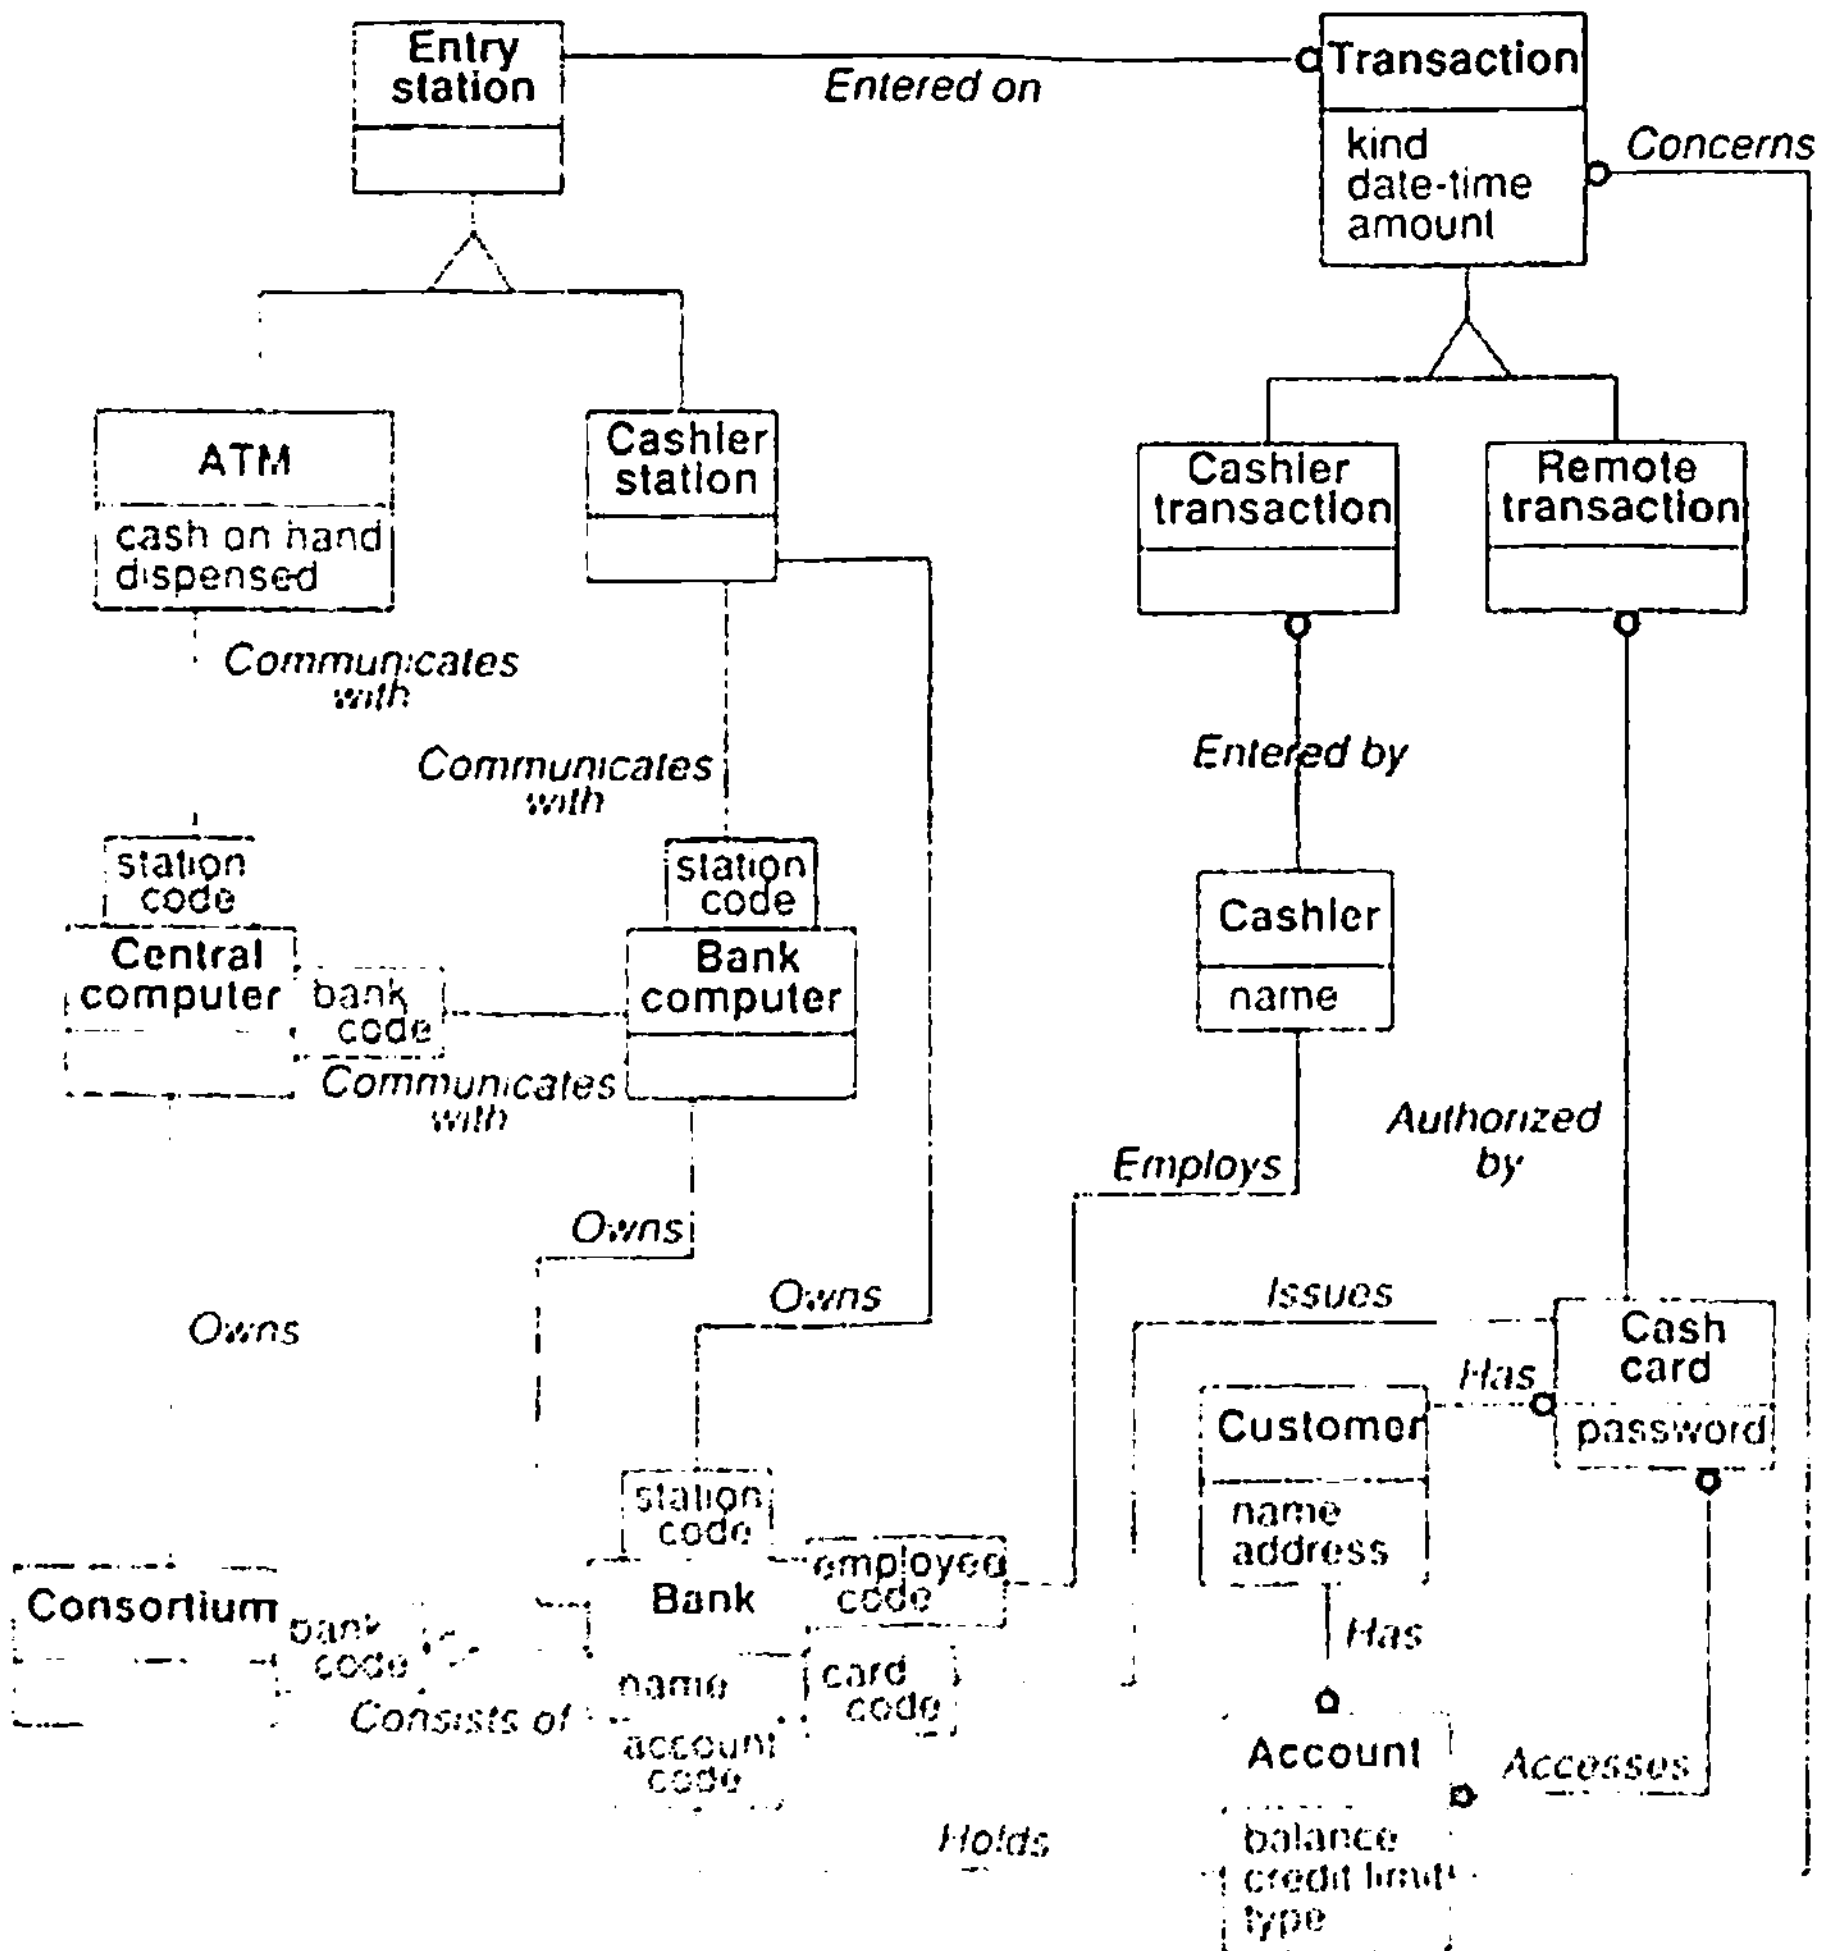 Entry
station
Entered on
Transaction
kind
date-time
amount
Concerns
ATM
cash on hand
dispensed
Cashier
station
Cashier
transaction
Remote
transaction
Communicates
with
Communicates
with
Entered by
station
code
station
code
Central
computer
bank
code
Bank
computer
Communicates
with
Cashier
name
Employs
Authorized
by
Owns
Owns
Owns
Issues
Cash
card
password
Has
Customer
name
address
Has
station
code
Consortium
bank
code
Consists of
Bank
name
employee
code
card
code
account
code
Holds
Account
balance
credit limit
type
Accesses